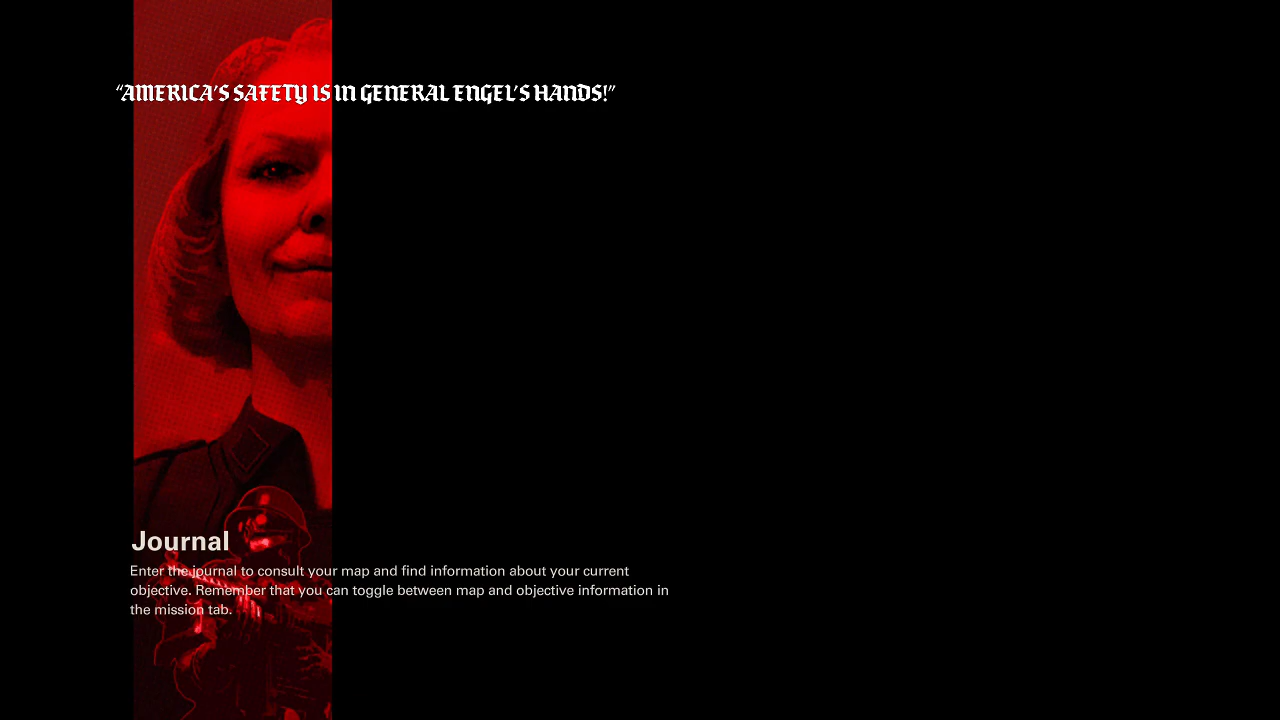 “AMERICA’S SAFETY IS IN GENERAL ENGEL’S HANDS!”
Journal
Enter the journal to consult your map and find information about your current
objective. Remember that you can toggle between map and objective information in
the mission tab.